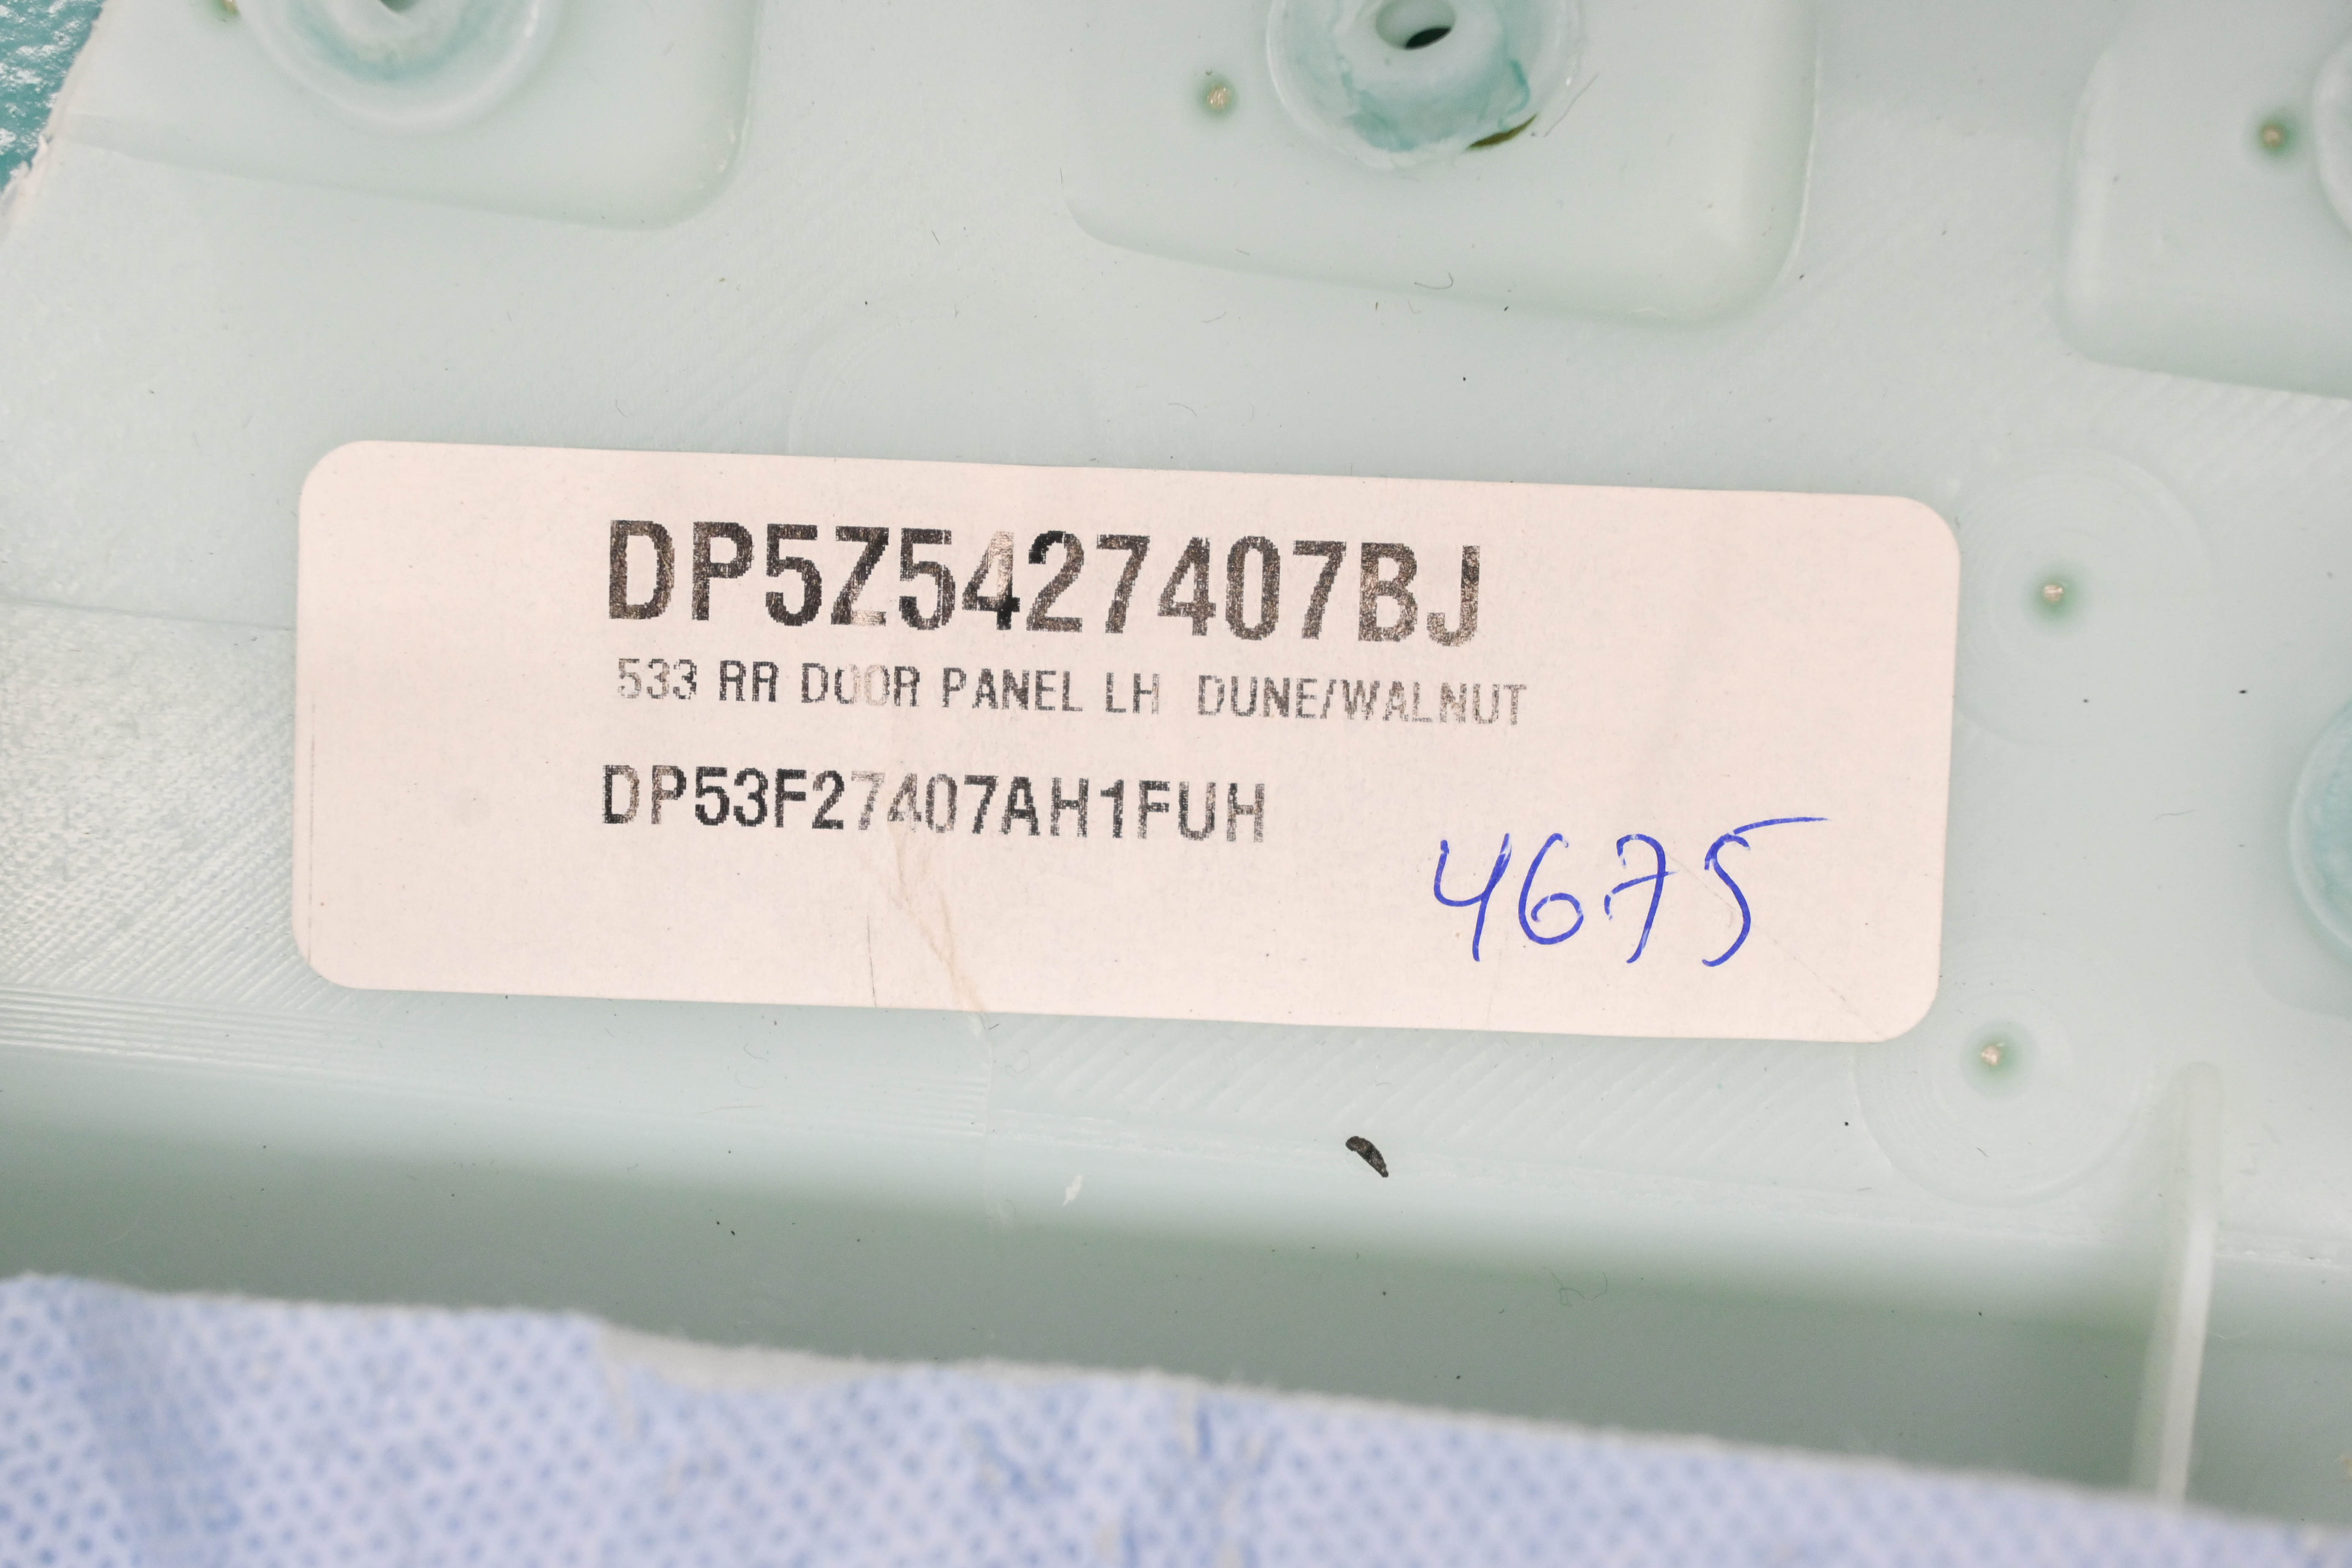 DP5Z5427407BJ
533 RR DOOR PANEL LH DUNE/WALNUT
DP53F27407AH1FUH
4675